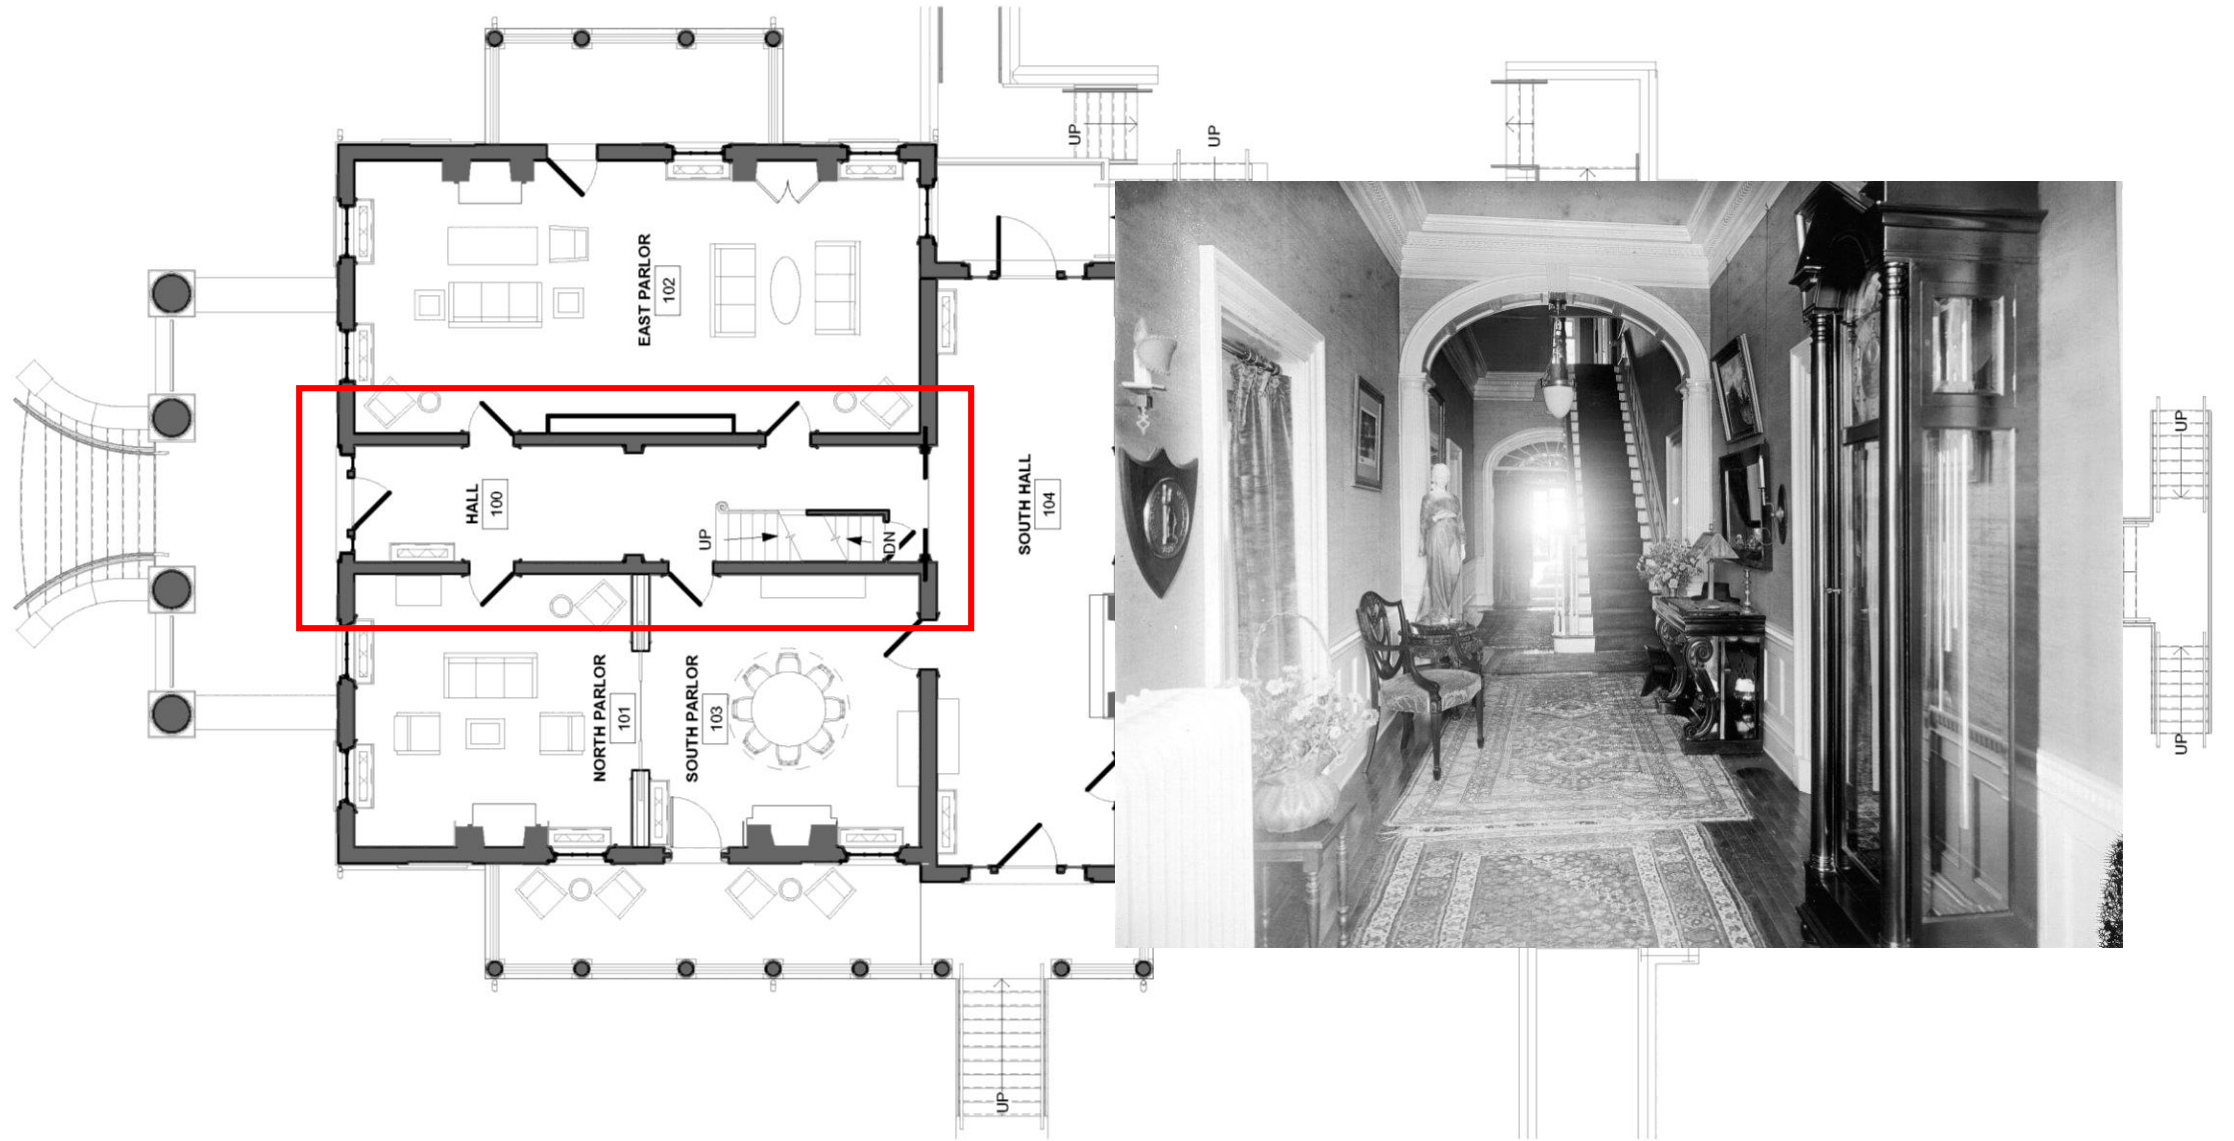 UP
UP
EAST PARLOR
102
HALL
100
UP
DN
SOUTH HALL
104
NORTH PARLOR
101
SOUTH PARLOR
103
UP
UP
UP